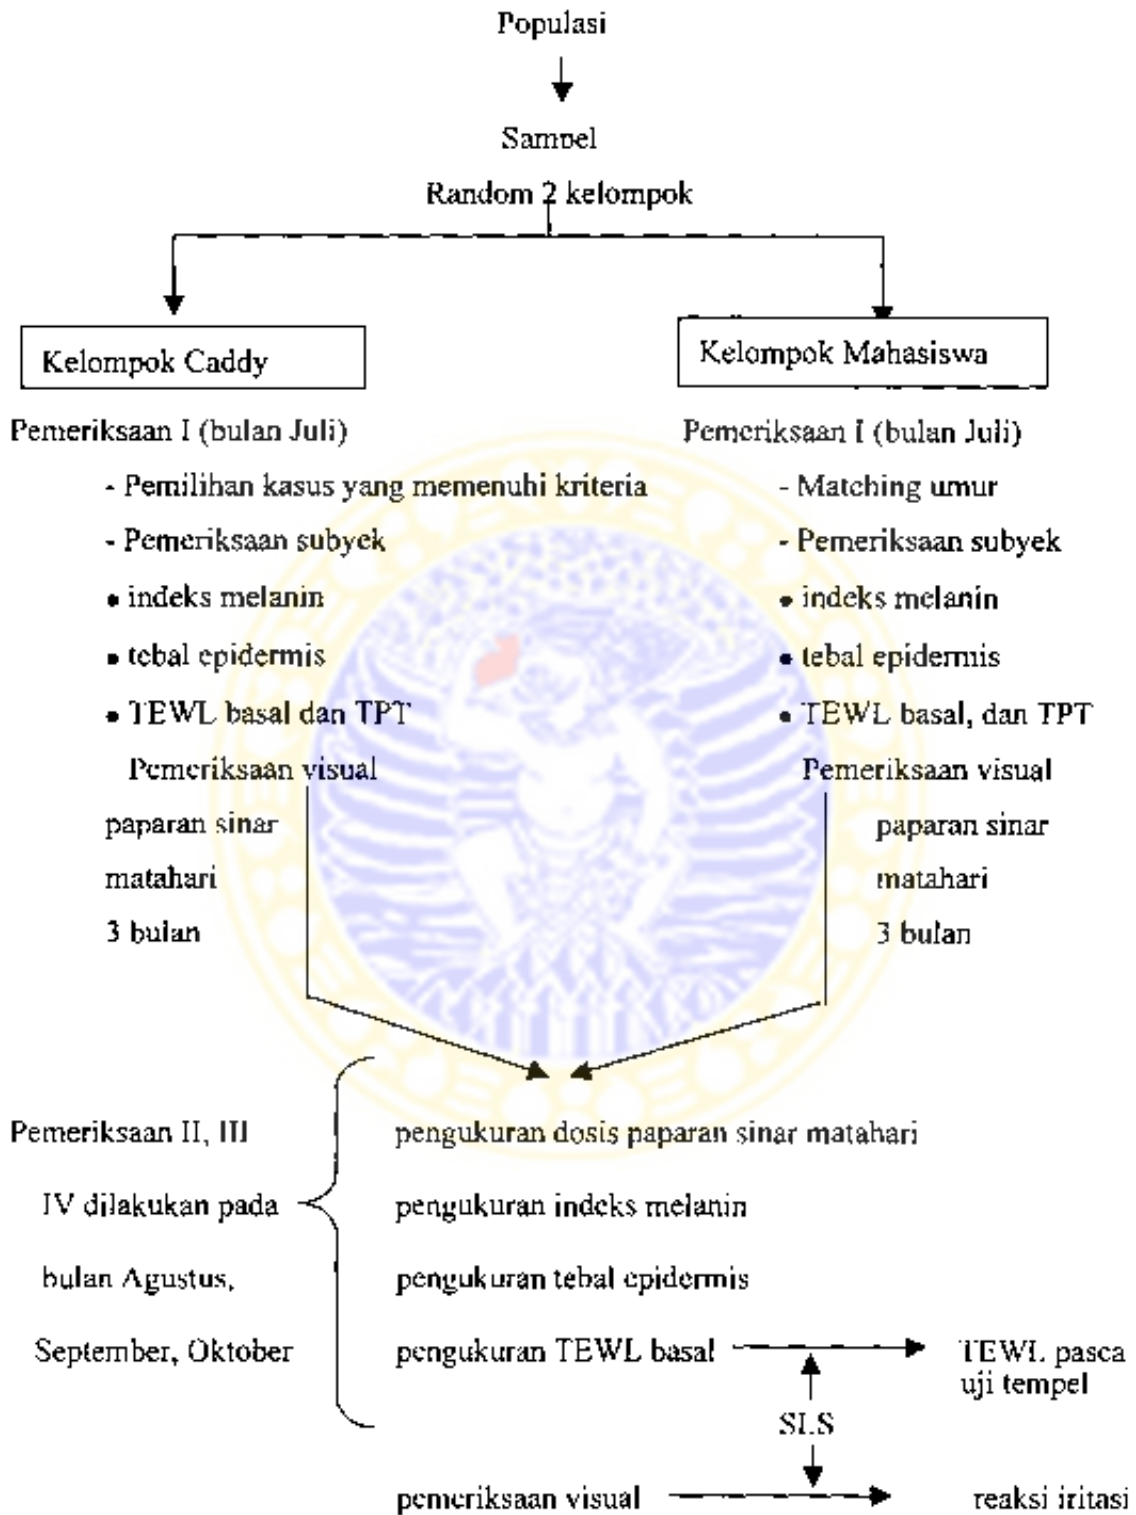 Populasi
Sampel
Random 2 kelompok
Kelompok Caddy
Pemeriksaan I (bulan Juli)
- Pemilihan kasus yang memenuhi kriteria
- Pemeriksaan subyek
• indeks melanin
• tebal epidermis
• TEWL basal dan TPT
Pemeriksaan visual
paparan sinar
matahari
3 bulan
Kelompok Mahasiswa
Pemeriksaan I (bulan Juli)
- Matching umur
- Pemeriksaan subyek
• indeks melanin
• tebal epidermis
• TEWL basal, dan TPT
Pemeriksaan visual
paparan sinar
matahari
3 bulan
Pemeriksaan II, III
IV dilakukan pada
bulan Agustus,
September, Oktober
pengukuran dosis paparan sinar matahari
pengukuran indeks melanin
pengukuran tebal epidermis
pengukuran TEWL basal
TEWL pasca
uji tempel
SLS
pemeriksaan visual
reaksi iritasi